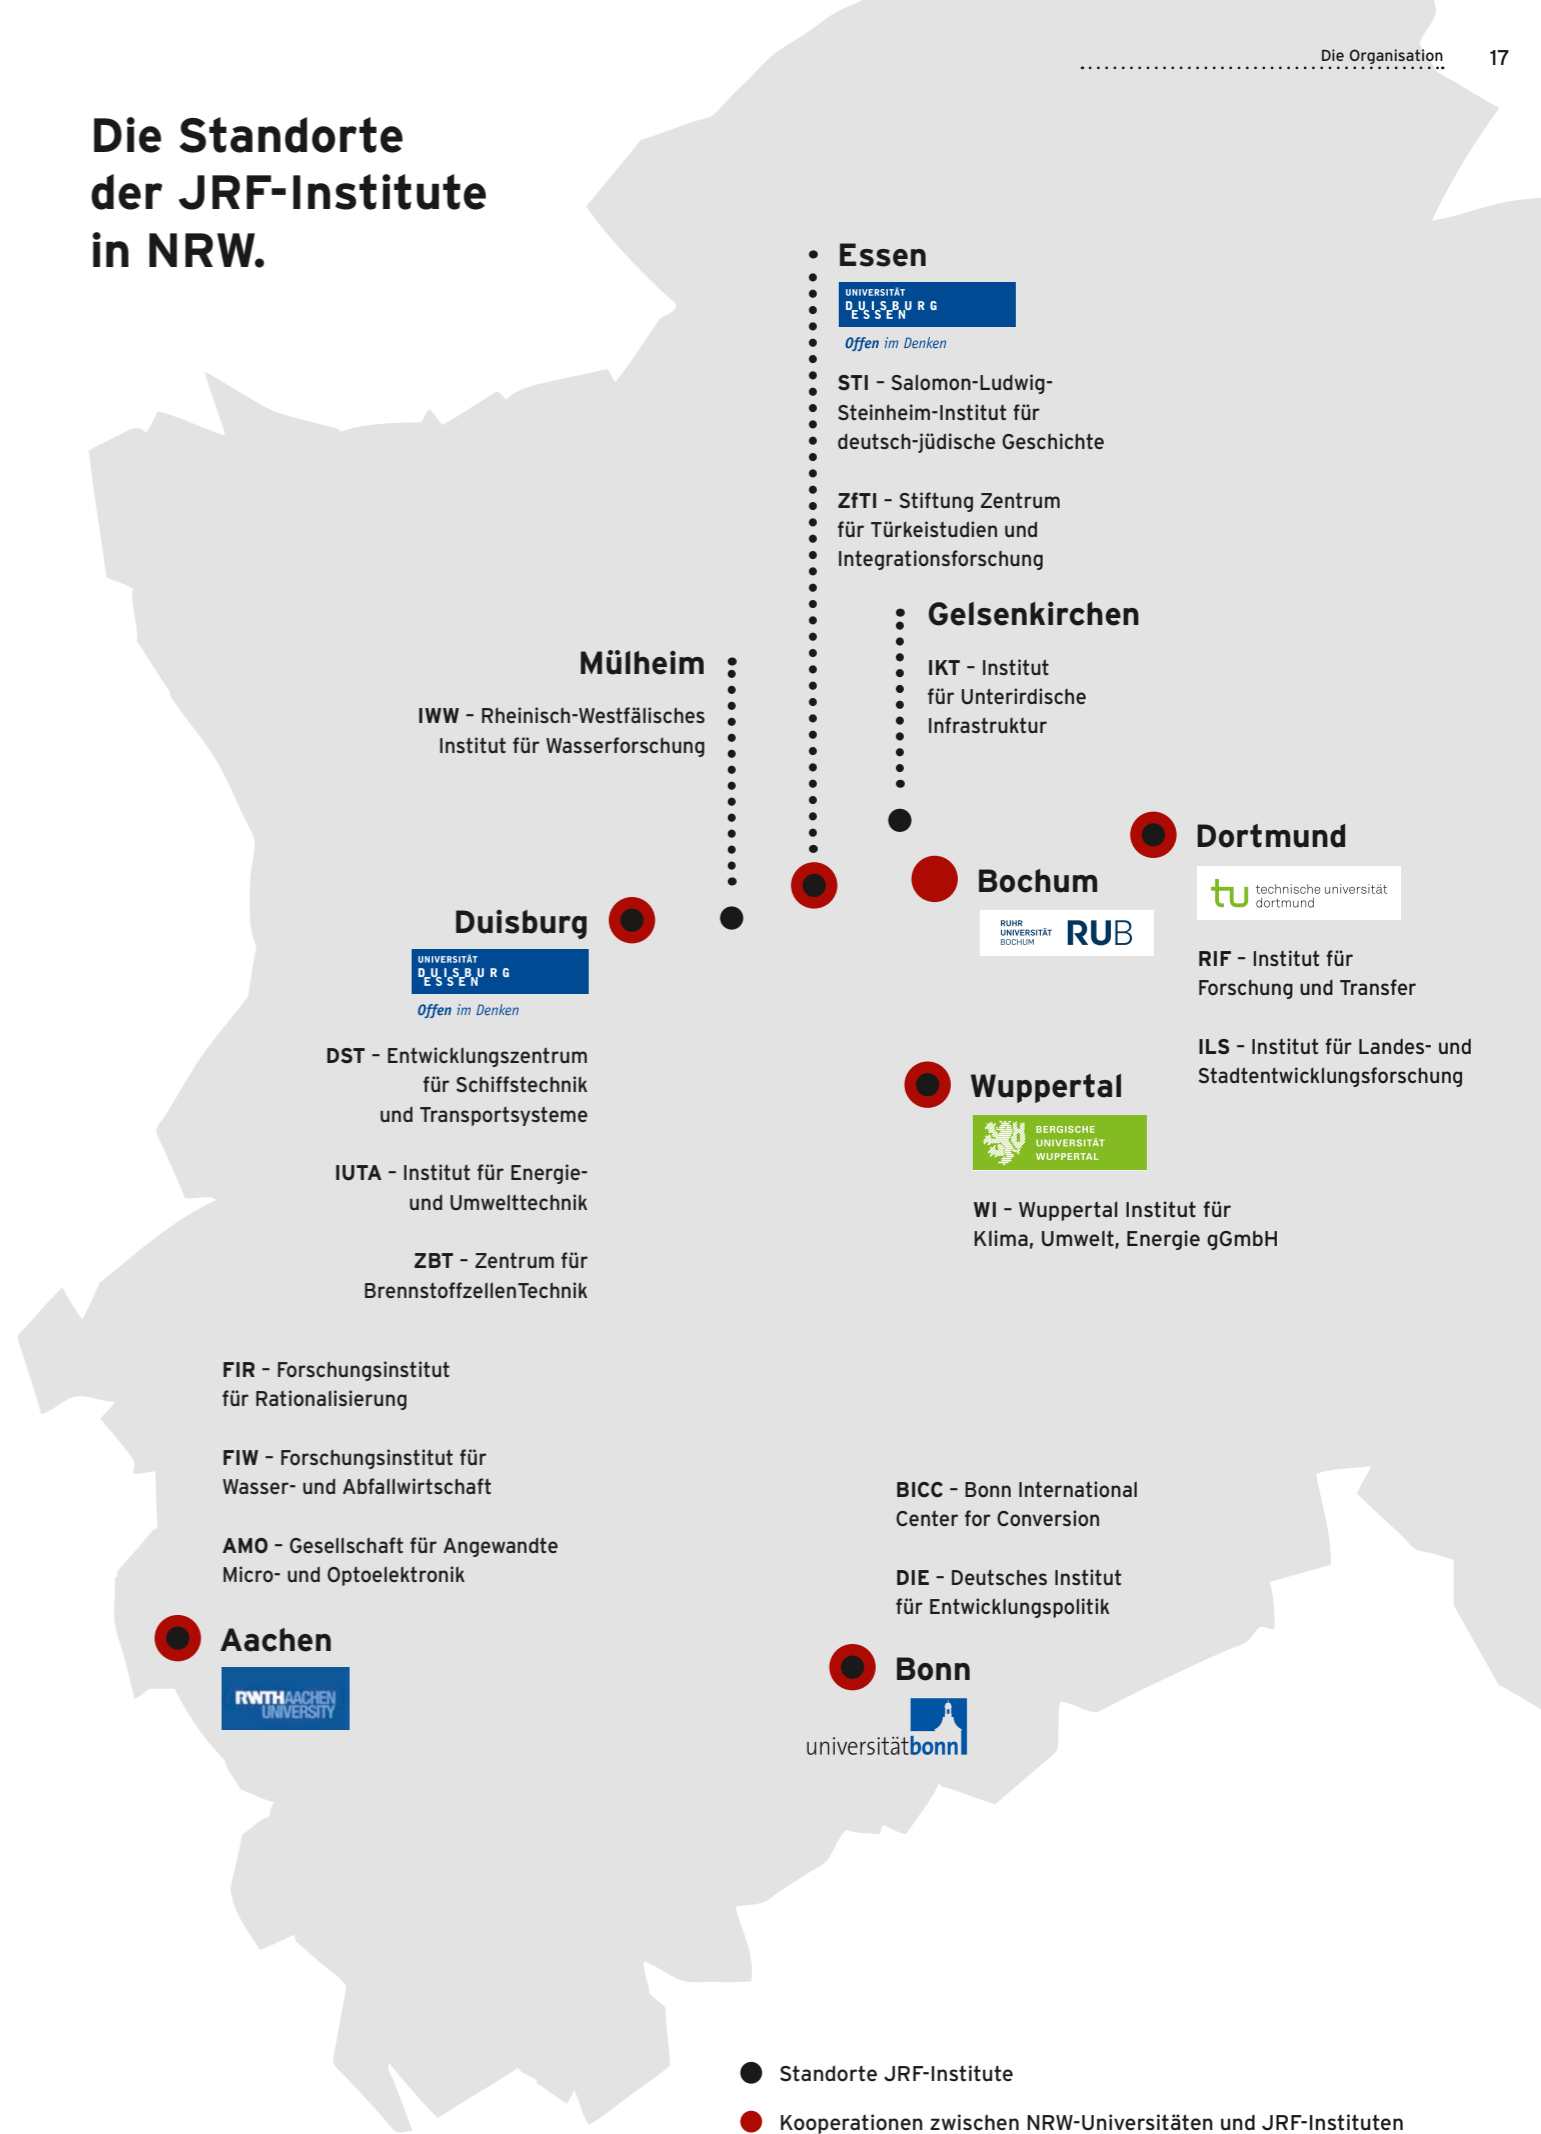 Die Organisation 17
Die Standorte
der JRF-Institute
in NRW.
Essen
UNIVERSITÄT
DUISBURG
ESSEN
Offen im Denken
STI – Salomon-Ludwig-
Steinheim-Institut für
deutsch-jüdische Geschichte
ZfTI – Stiftung Zentrum
für Türkeistudien und
Integrationsforschung
Gelsenkirchen
IKT – Institut
für Unterirdische
Infrastruktur
Mülheim
IWW – Rheinisch-Westfälisches
Institut für Wasserforschung
Dortmund
tu technische universität
dortmund
RIF – Institut für
Forschung und Transfer
ILS – Institut für Landes- und
Stadtentwicklungsforschung
Bochum
RUHR
UNIVERSITÄT
BOCHUM
RUB
Duisburg
UNIVERSITÄT
DUISBURG
ESSEN
Offen im Denken
DST – Entwicklungszentrum
für Schiffstechnik
und Transportsysteme
IUTA – Institut für Energie-
und Umwelttechnik
ZBT – Zentrum für
BrennstoffzellenTechnik
Wuppertal
BERGISCHE
UNIVERSITÄT
WUPPERTAL
WI – Wuppertal Institut für
Klima, Umwelt, Energie gGmbH
FIR – Forschungsinstitut
für Rationalisierung
FIW – Forschungsinstitut für
Wasser- und Abfallwirtschaft
AMO – Gesellschaft für Angewandte
Micro- und Optoelektronik
Aachen
RWTHAACHEN
UNIVERSITY
BICC – Bonn International
Center for Conversion
DIE – Deutsches Institut
für Entwicklungspolitik
Bonn
universitätbonn
Standorte JRF-Institute
Kooperationen zwischen NRW-Universitäten und JRF-Instituten